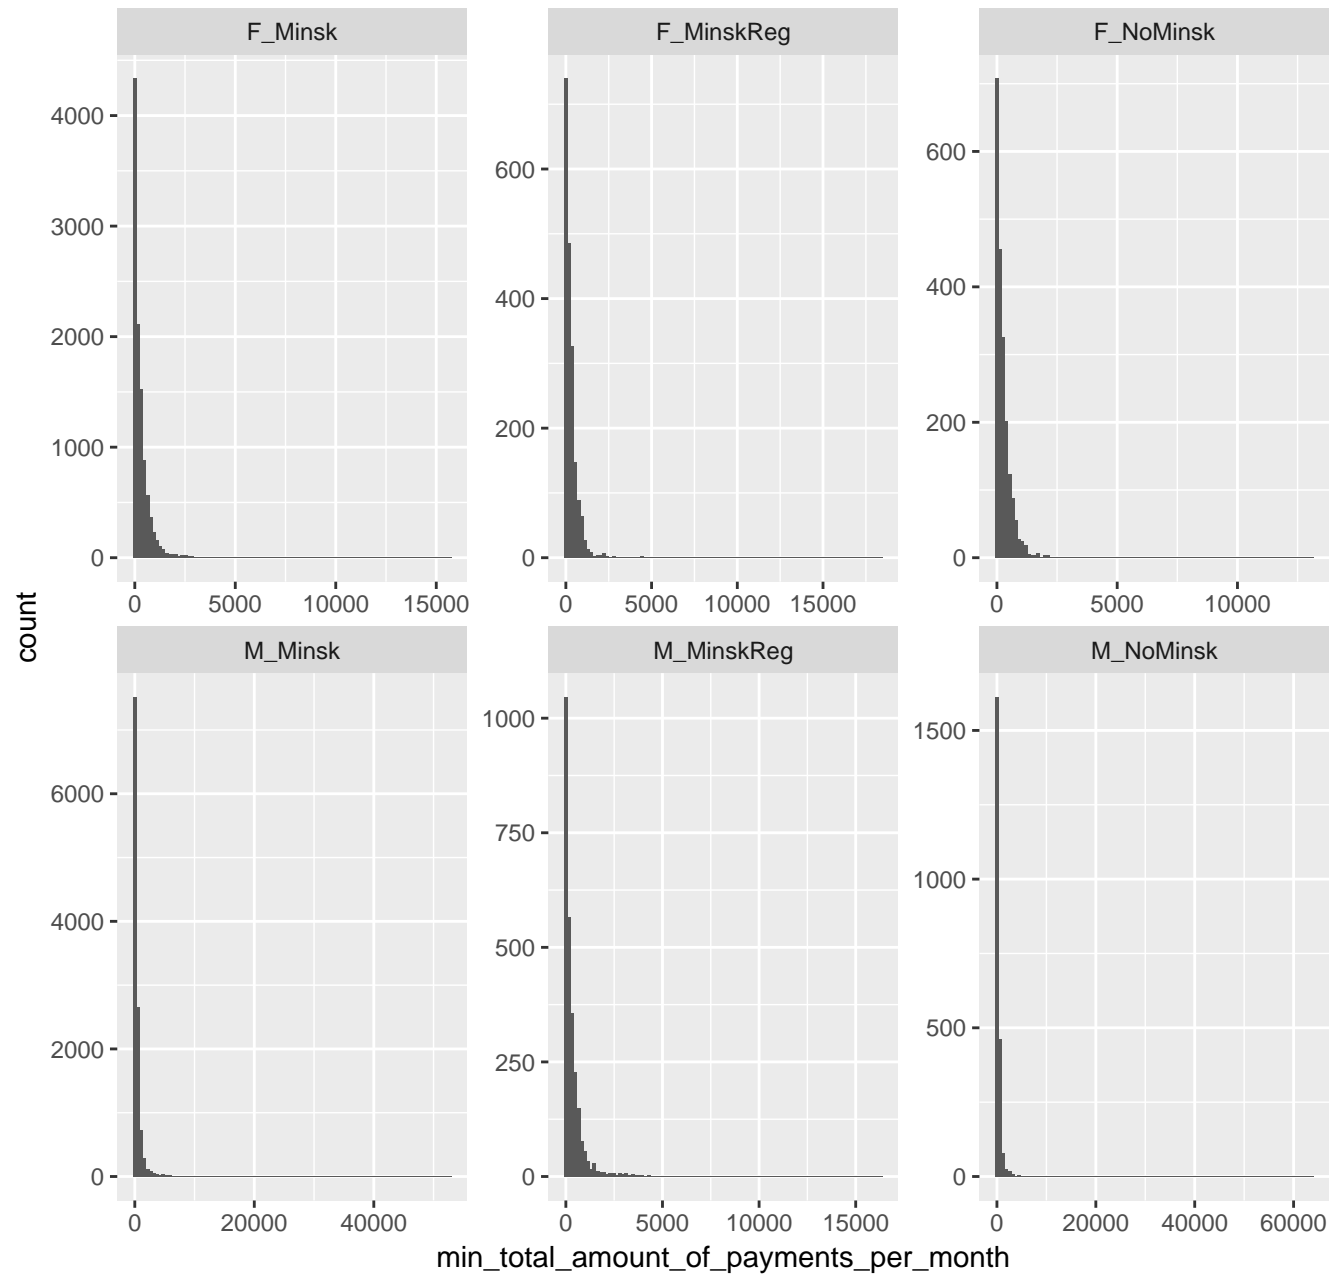 F_Minsk
F_MinskReg
F_NoMinsk
4000
3000
2000
1000
0
600
400
200
0
600
400
200
0
0 5000 10000 15000
0 5000 10000 15000
0 5000 10000
count
M_Minsk
M_MinskReg
M_NoMinsk
6000
4000
2000
0
1000
750
500
250
0
1500
1000
500
0
0 20000 40000
0 5000 10000 15000
0 20000 40000 60000
min_total_amount_of_payments_per_month